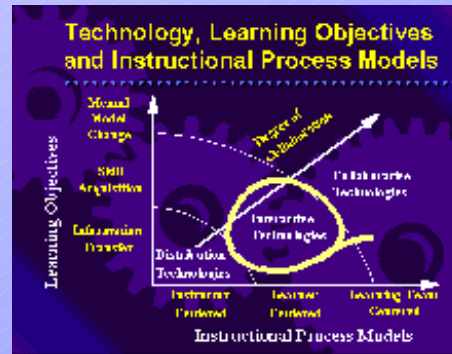 Technology, Learning Objectives
and Instructional Process Models
Mental
Model
Change
Skill
Acquisition
Information
Transfer
Learning Objectives
Degree of
Collaboration
Collaborative
Technologies
Interactive
Technologies
Distribution
Technologies
Instructor
Centered
Learner
Centered
Learning Team
Centered
Instructional Process Models